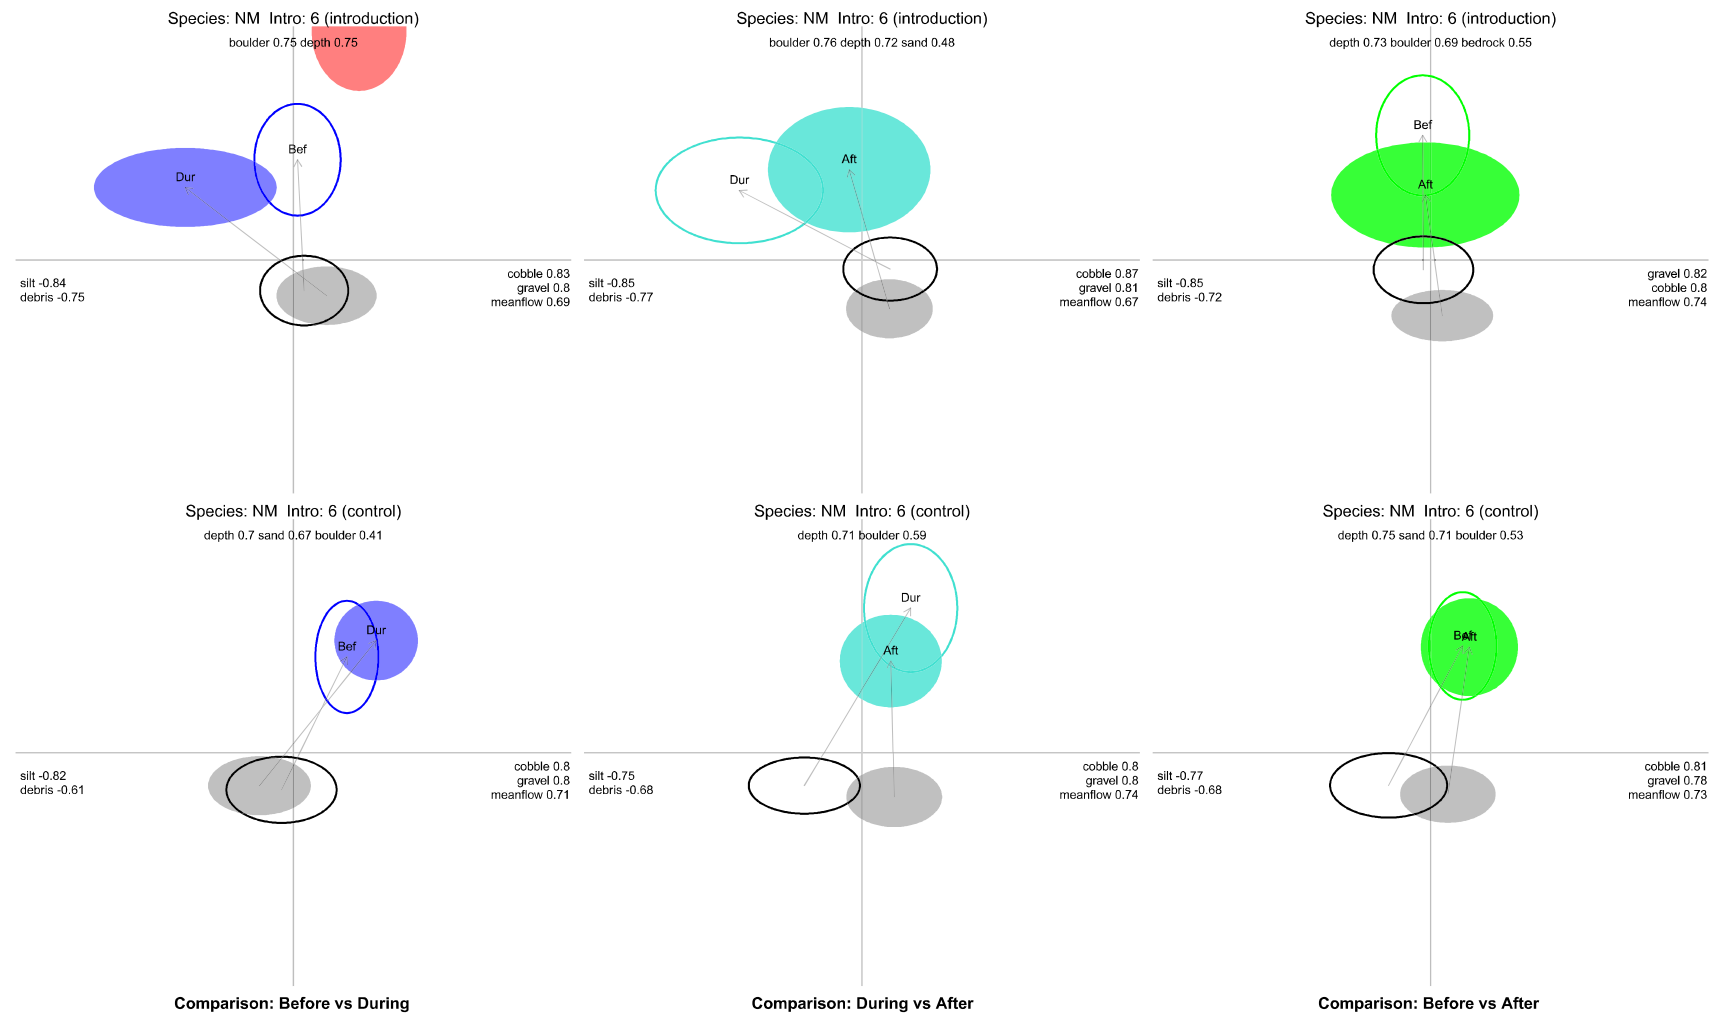 Species: NM  Intro: 6 (introduction)
boulder 0.75 depth 0.75
Bef
Dur
silt -0.84
debris -0.75
cobble 0.83
gravel 0.8
meanflow 0.69
Species: NM  Intro: 6 (introduction)
boulder 0.76 depth 0.72 sand 0.48
Aft
Dur
silt -0.85
debris -0.77
cobble 0.87
gravel 0.81
meanflow 0.67
Species: NM  Intro: 6 (introduction)
depth 0.73 boulder 0.69 bedrock 0.55
Bef
Aft
silt -0.85
debris -0.72
gravel 0.82
cobble 0.8
meanflow 0.74
Species: NM  Intro: 6 (control)
depth 0.7 sand 0.67 boulder 0.41
Dur
Bef
silt -0.82
debris -0.61
cobble 0.8
gravel 0.8
meanflow 0.71
Species: NM  Intro: 6 (control)
depth 0.71 boulder 0.59
Dur
Aft
silt -0.75
debris -0.68
cobble 0.8
gravel 0.8
meanflow 0.74
Species: NM  Intro: 6 (control)
depth 0.75 sand 0.71 boulder 0.53
Bef
Aft
silt -0.77
debris -0.68
cobble 0.81
gravel 0.78
meanflow 0.73
Comparison: Before vs During
Comparison: During vs After
Comparison: Before vs After